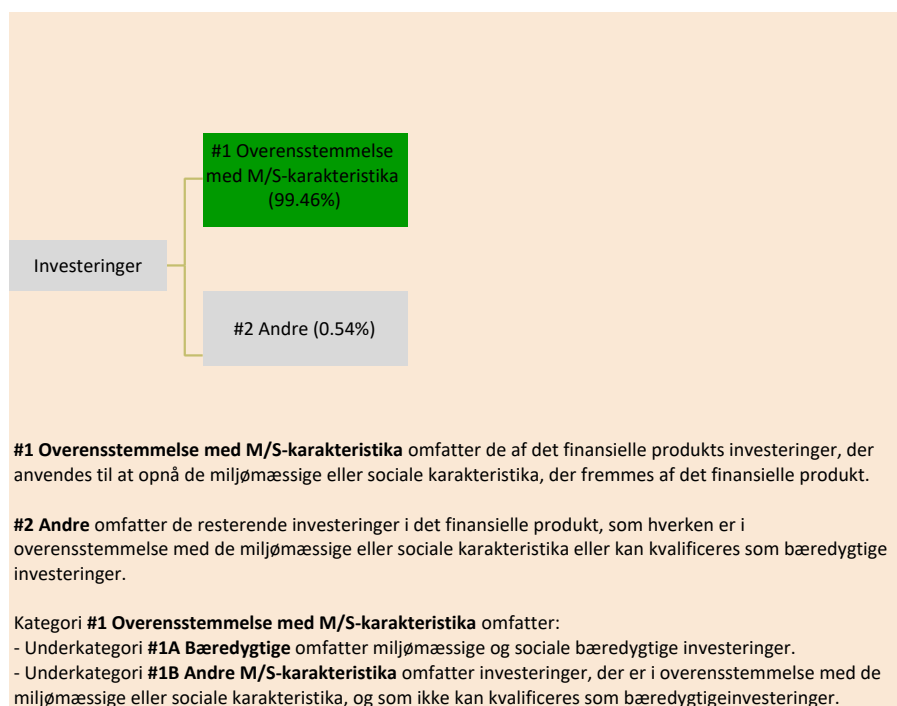 #1 Overensstemmelse
med M/S-karakteristika
(99.46%)
Investeringer
#2 Andre (0.54%)
#1 Overensstemmelse med M/S-karakteristika omfatter de af det finansielle produkts investeringer, der
anvendes til at opnå de miljømæssige eller sociale karakteristika, der fremmes af det finansielle produkt.
#2 Andre omfatter de resterende investeringer i det finansielle produkt, som hverken er i
overensstemmelse med de miljømæssige eller sociale karakteristika eller kan kvalificeres som bæredygtige
investeringer.
Kategori #1 Overensstemmelse med M/S-karakteristika omfatter:
- Underkategori #1A Bæredygtige omfatter miljømæssige og sociale bæredygtige investeringer.
- Underkategori #1B Andre M/S-karakteristika omfatter investeringer, der er i overensstemmelse med de
miljømæssige eller sociale karakteristika, og som ikke kan kvalificeres som bæredygtigeinvesteringer.